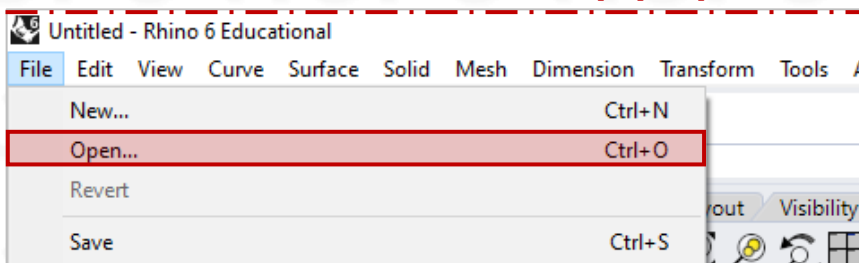 Untitled - Rhino 6 Educational
File Edit View Curve Surface Solid Mesh Dimension Transform Tools
New... Ctrl+N
Open... Ctrl+O
Revert
Visibility
Save Ctrl+S